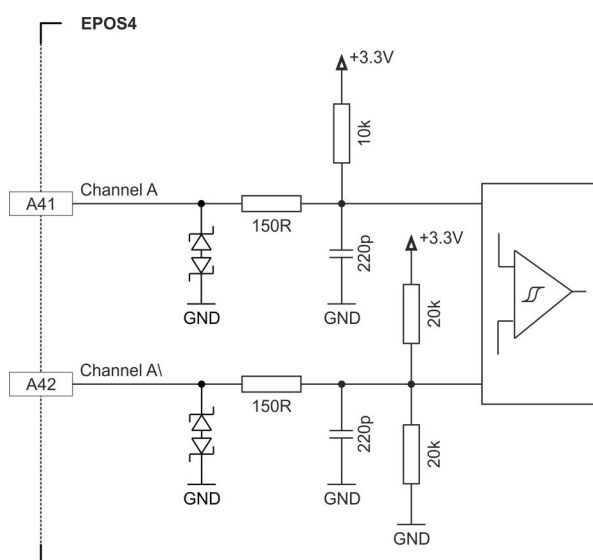 EPOS4
+3.3V
10k
A41
Channel A
150R
220p
GND
GND
+3.3V
20k
A42
Channel A\
150R
220p
20k
GND
GND
GND